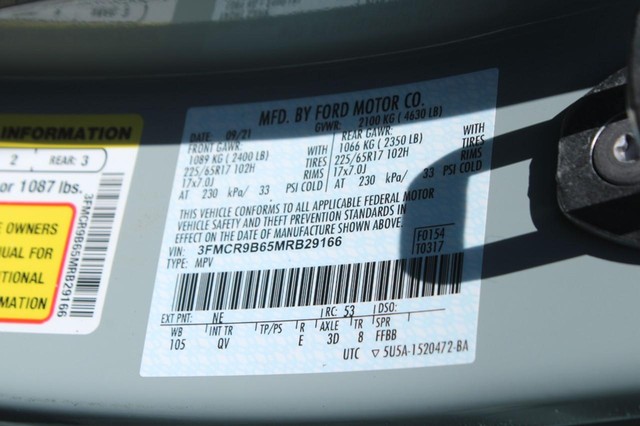 INFORMATION
2 REAR: 3
or 1087 lbs.
E OWNERS
NUAL FOR
ADDITIONAL
RMATION
3FMCR9B65MRB29166
MFD. BY FORD MOTOR CO.
DATE: 09/21 GVWR: 2100 KG ( 4630 LB)
FRONT GAWR: REAR GAWR:
1089 KG ( 2400 LB) 1066 KG ( 2350 LB)
225/65R17 102H TIRES 225/65R17 102H TIRES
17x7.0J RIMS 17x7.0J RIMS
AT 230 kPa/ 33 PSI COLD AT 230 kPa/ 33 PSI COLD
THIS VEHICLE CONFORMS TO ALL APPLICABLE FEDERAL MOTOR
VEHICLE SAFETY AND THEFT PREVENTION STANDARDS IN
EFFECT ON THE DATE OF MANUFACTURE SHOWN ABOVE.
VIN: 3FMCR9B65MRB29166 F0154
TYPE: MPV T0317
EXT PNT: NE RC: 53 DSO:
WB INT TR TP/PS R AXLE TR SPR
105 QV E 3D 8 FFBB
UTC ▽5U5A-1520472-BA